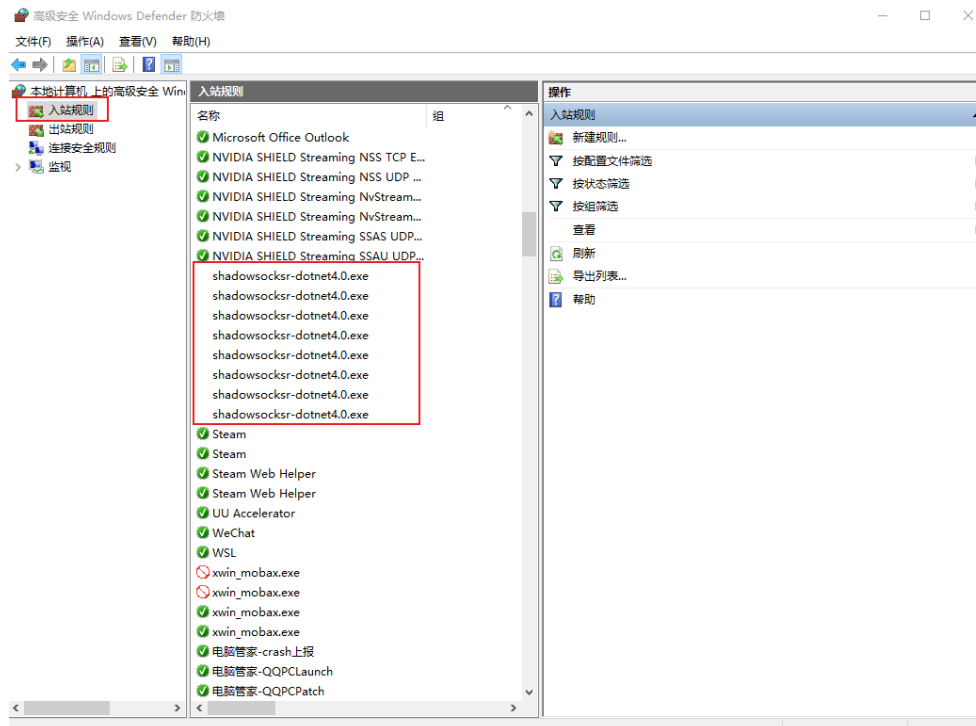 高级安全 Windows Defender 防火墙
文件(F) 操作(A) 查看(V) 帮助(H)
本地计算机 上的高级安全 Win
入站规则
出站规则
连接安全规则
监视
入站规则
名称 组
Microsoft Office Outlook
NVIDIA SHIELD Streaming NSS TCP E...
NVIDIA SHIELD Streaming NSS UDP ...
NVIDIA SHIELD Streaming NvStream...
NVIDIA SHIELD Streaming NvStream...
NVIDIA SHIELD Streaming SSAS UDP...
NVIDIA SHIELD Streaming SSAU UDP...
shadowsocksr-dotnet4.0.exe
shadowsocksr-dotnet4.0.exe
shadowsocksr-dotnet4.0.exe
shadowsocksr-dotnet4.0.exe
shadowsocksr-dotnet4.0.exe
shadowsocksr-dotnet4.0.exe
shadowsocksr-dotnet4.0.exe
shadowsocksr-dotnet4.0.exe
Steam
Steam
Steam Web Helper
Steam Web Helper
UU Accelerator
WeChat
WSL
xwin_mobax.exe
xwin_mobax.exe
xwin_mobax.exe
xwin_mobax.exe
电脑管家-crash上报
电脑管家-QQPCLaunch
电脑管家-QQPCPatch
操作
入站规则
新建规则...
按配置文件筛选
按状态筛选
按组筛选
查看
刷新
导出列表...
帮助